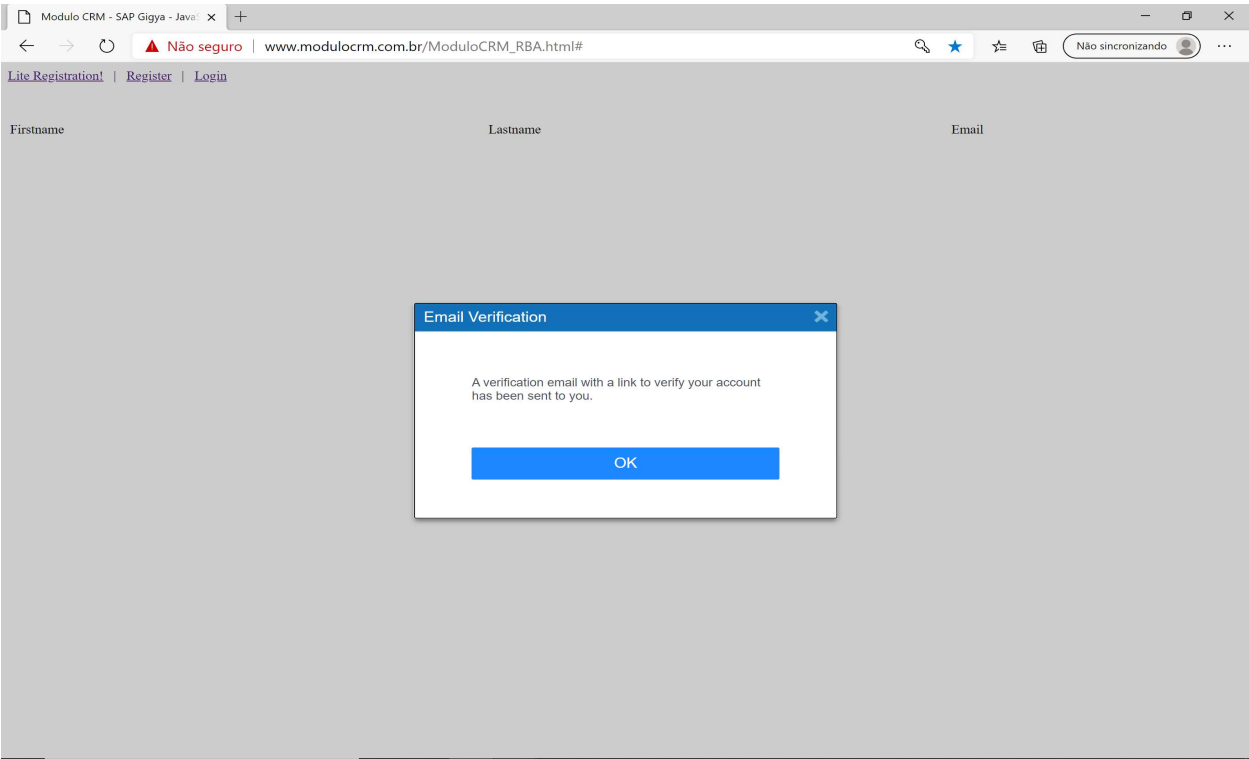 Modulo CRM - SAP Gigya - Java
Não seguro | www.modulocrm.com.br/ModuloCRM_RBA.html#
Não sincronizando
Lite Registration! | Register | Login
Firstname Lastname Email
Email Verification
A verification email with a link to verify your account
has been sent to you.
OK